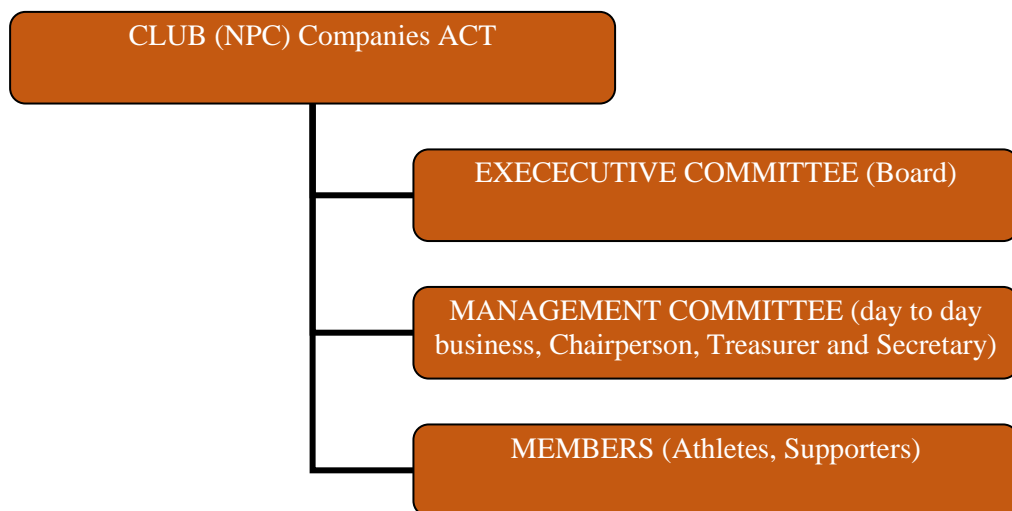 CLUB (NPC) Companies ACT
EXECECUTIVE COMMITTEE (Board)
MANAGEMENT COMMITTEE (day to day
business, Chairperson, Treasurer and Secretary)
MEMBERS (Athletes, Supporters)